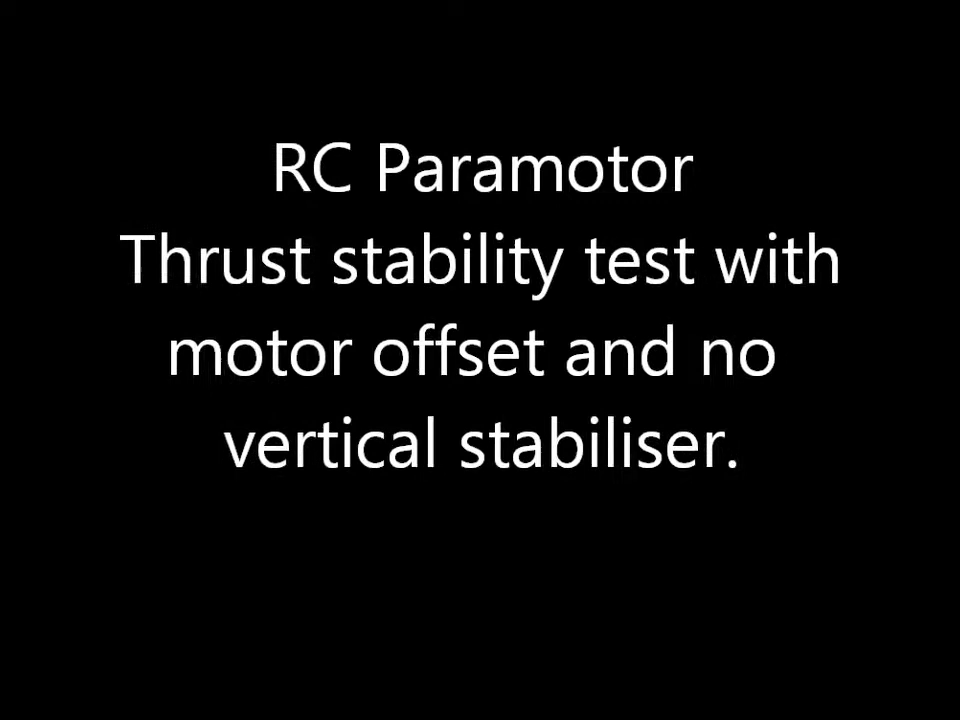 RC Paramotor
Thrust stability test with
motor offset and no
vertical stabiliser.